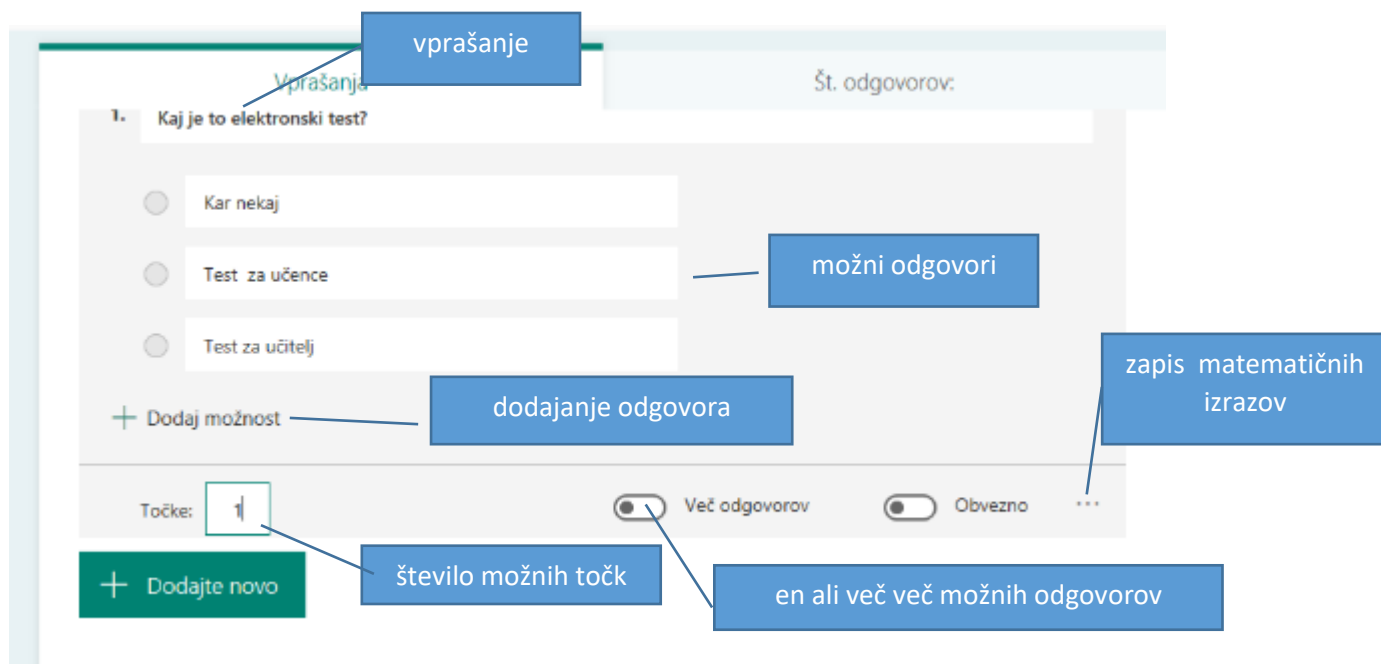 vprašanje
Vprašanja
Št. odgovorov:
1. Kaj je to elektronski test?
Kar nekaj
Test za učence
možni odgovori
Test za učitelj
zapis matematičnih
izrazov
+ Dodaj možnost
dodajanje odgovora
Točke: 1
Več odgovorov
Obvezno
...
+ Dodajte novo
število možnih točk
en ali več več možnih odgovorov